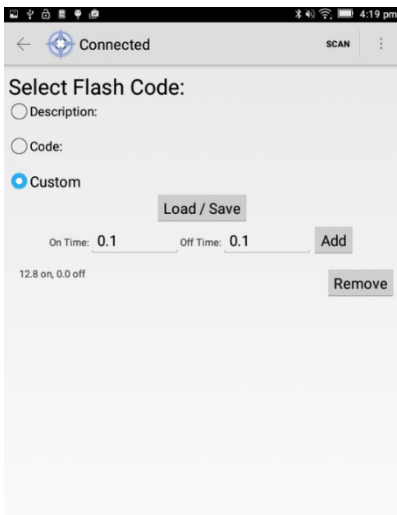 4:19 pm
Connected SCAN
Select Flash Code:
Description:
Code:
Custom
Load / Save
On Time: 0.1 Off Time: 0.1 Add
12.8 on, 0.0 off
Remove